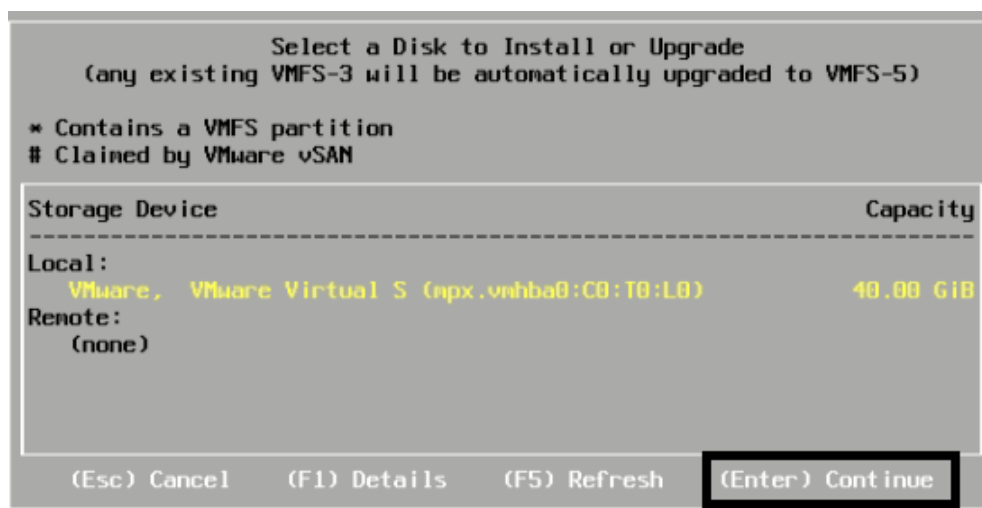 Select a Disk to Install or Upgrade
(any existing VMFS-3 will be automatically upgraded to VMFS-5)
* Contains a VMFS partition
# Claimed by VMware vSAN
Storage Device Capacity
--------------------------------------------------------------------
Local:
VMware, VMware Virtual S (mpx.vmhba0:C0:T0:L0) 40.00 GiB
Remote:
(none)
(Esc) Cancel (F1) Details (F5) Refresh (Enter) Continue